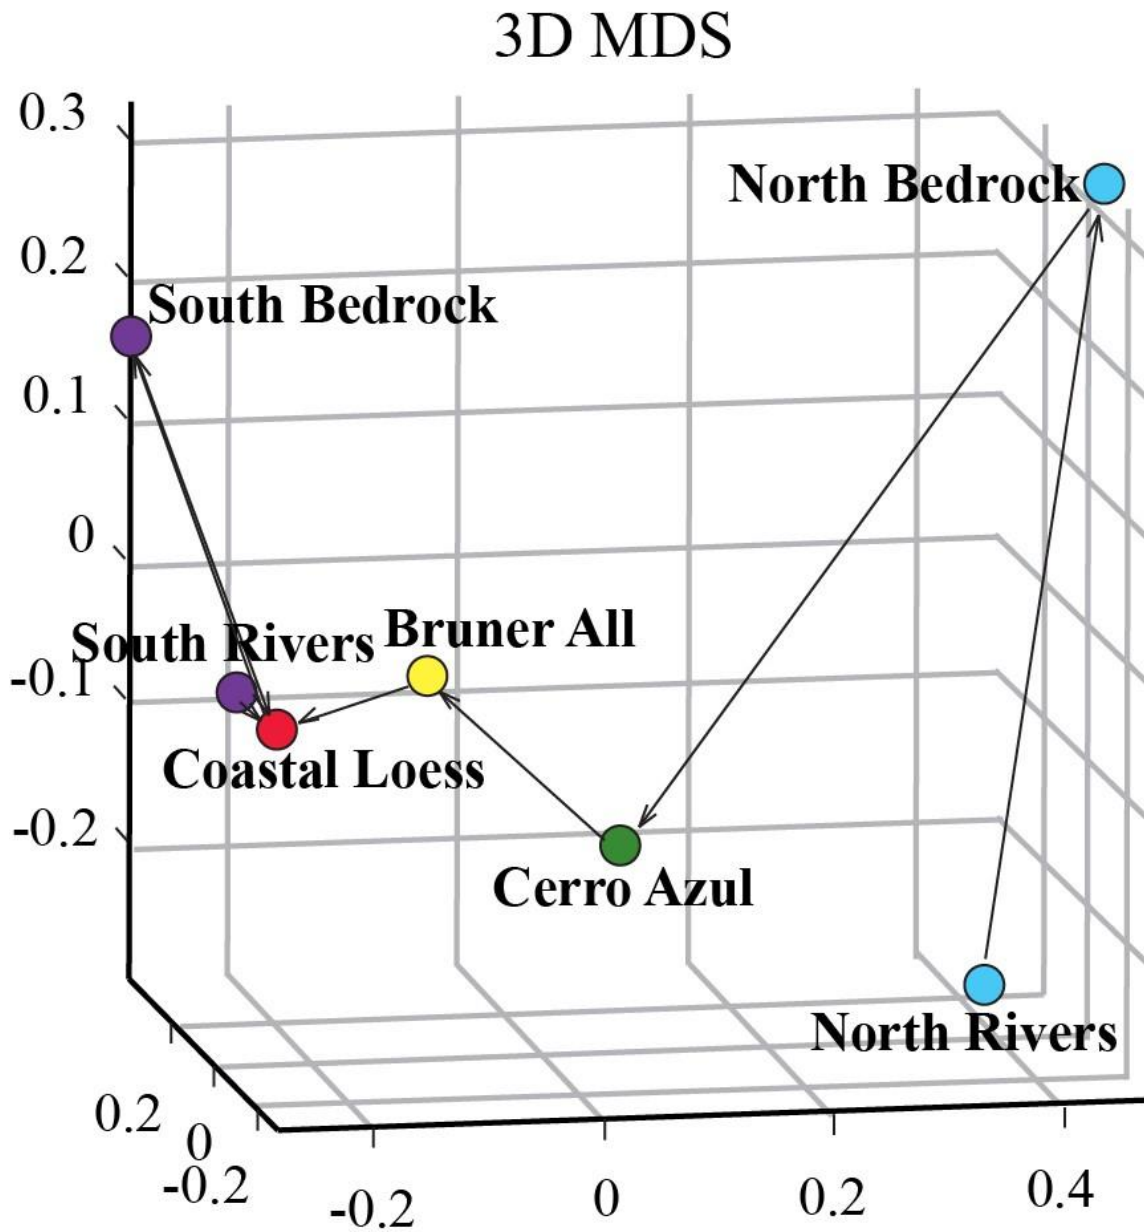 3D MDS
0.3
North Bedrock
0.2
South Bedrock
0.1
0
South Rivers
Bruner All
-0.1
Coastal Loess
-0.2
Cerro Azul
North Rivers
0.2
0
-0.2
-0.2
0
0.2
0.4